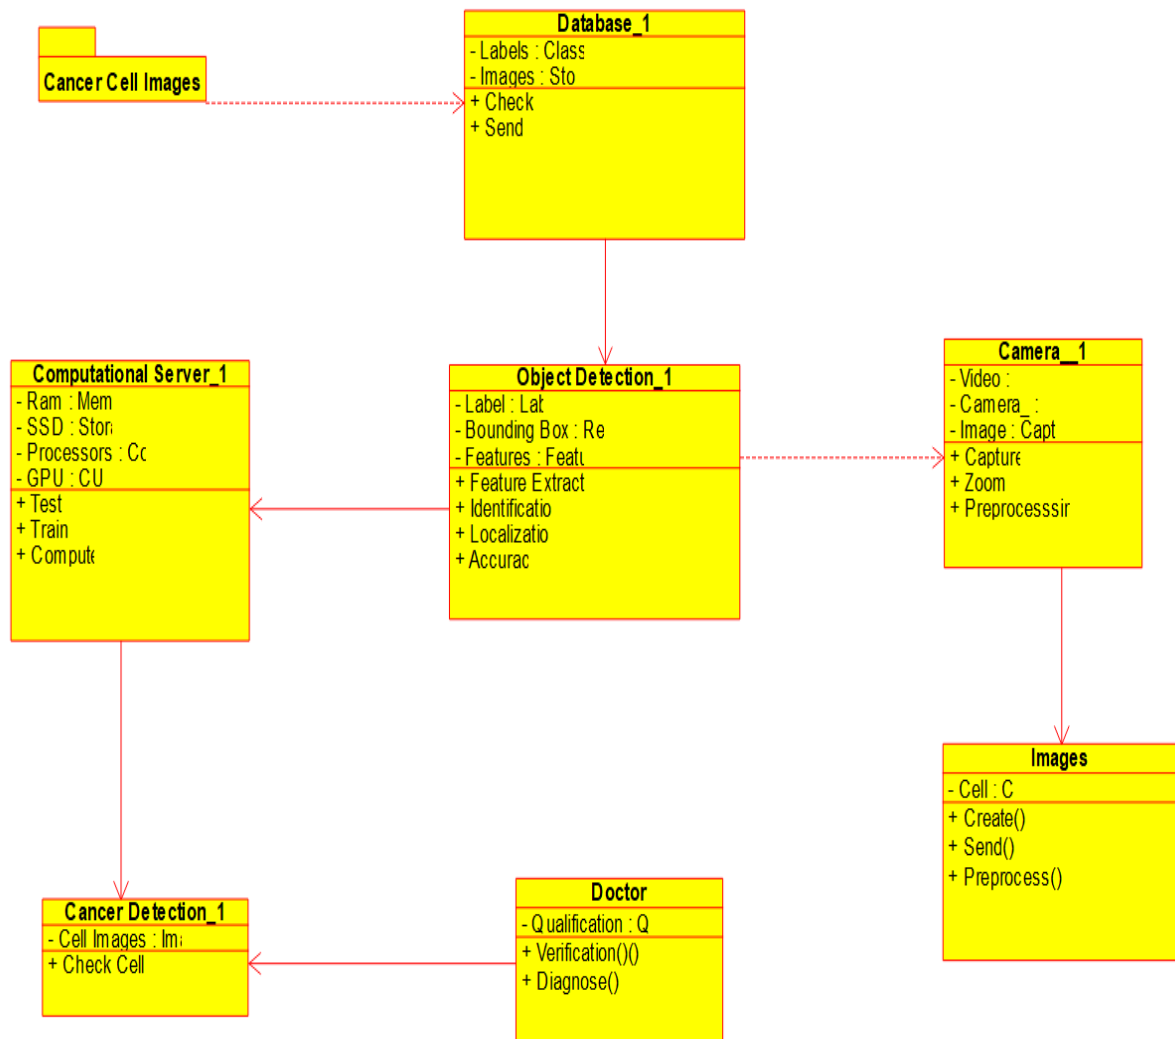 Database_1
- Labels : Class
- Images : Sto
+ Check
+ Send
Cancer Cell Images
Computational Server_1
- Ram : Mem
- SSD : Stor
- Processors : Co
- GPU : CU
+ Test
+ Train
+ Compute
Object Detection_1
- Label : Lab
- Bounding Box : Re
- Features : Featu
+ Feature Extract
+ Identificatio
+ Localizatio
+ Accurac
Camera__1
- Video :
- Camera_ :
- Image : Capt
+ Capture
+ Zoom
+ Preprocesssin
Images
- Cell : C
+ Create()
+ Send()
+ Preprocess()
Cancer Detection_1
- Cell Images : Ima
+ Check Cell
Doctor
- Qualification : Q
+ Verification()()
+ Diagnose()